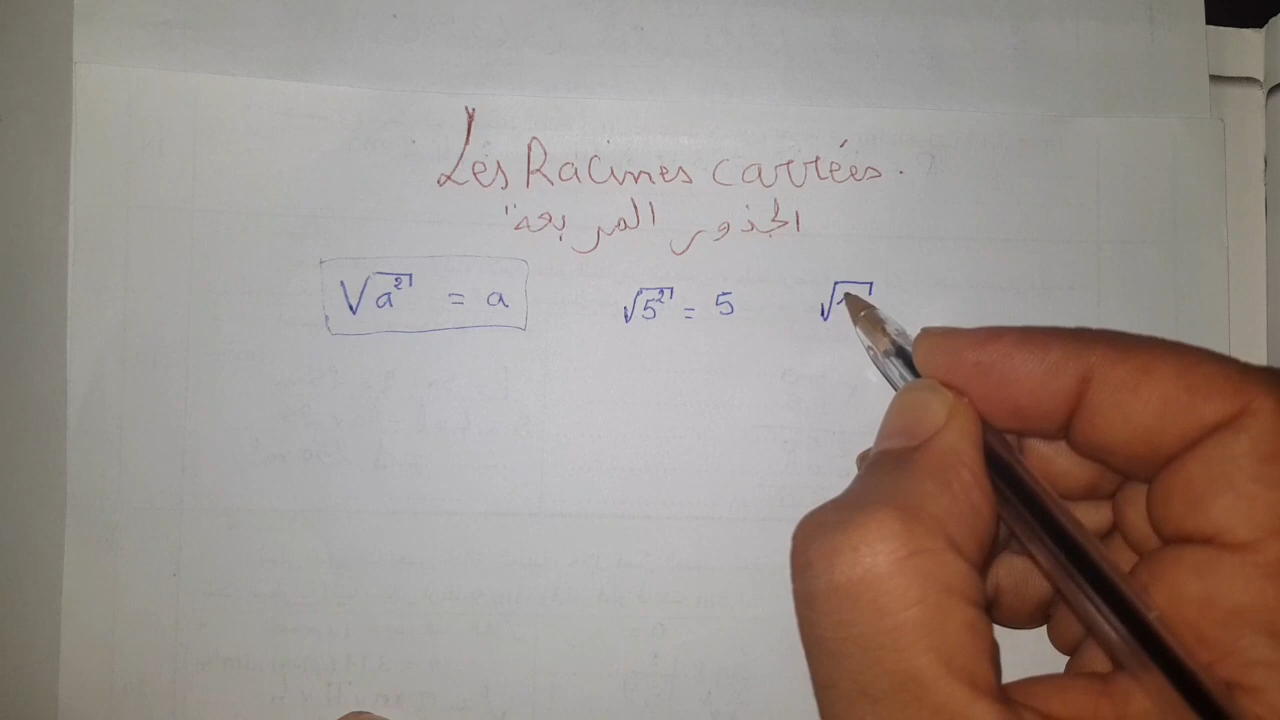 Les Racines carrées.
الجذور المربعة
√a² = a √5² = 5 √